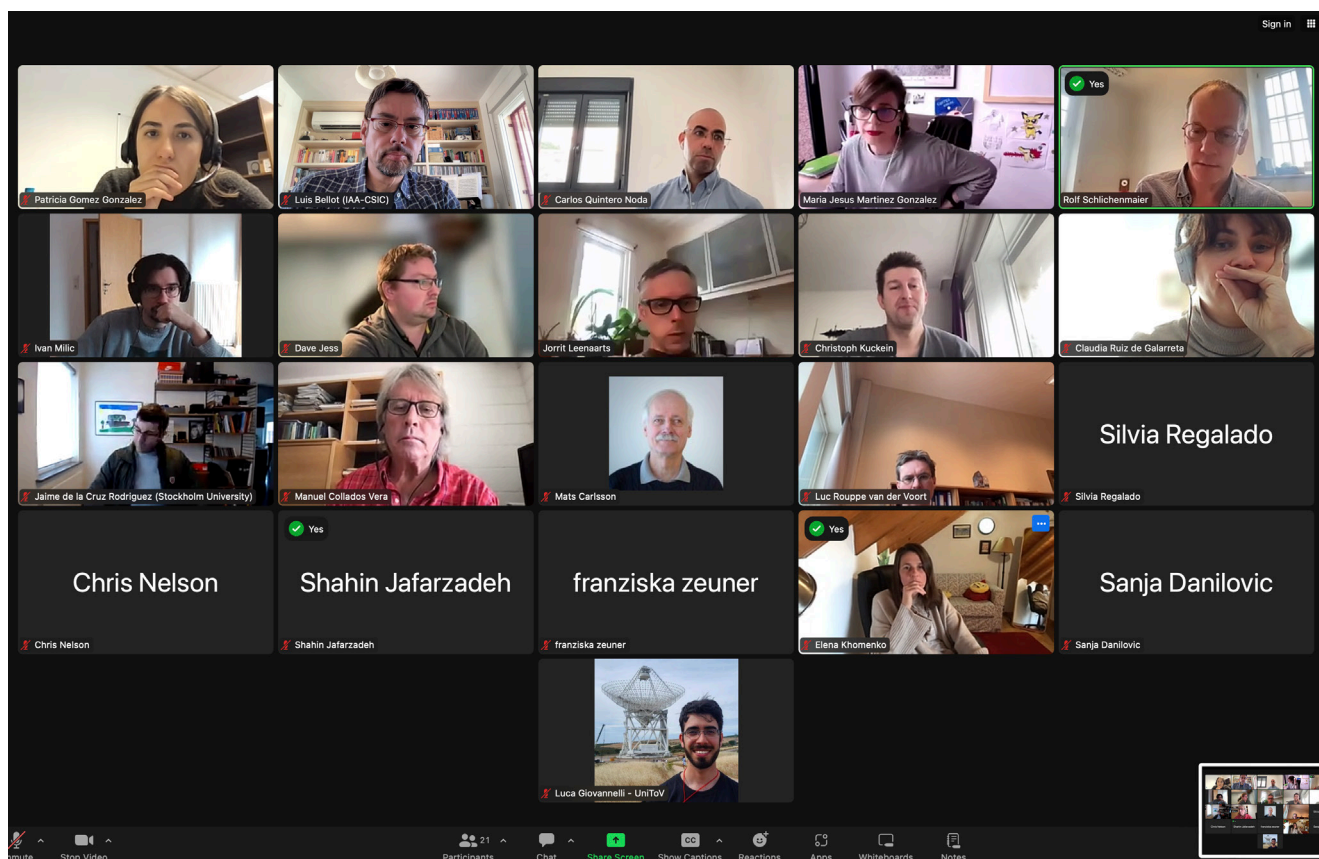 Sign in
Yes
Patricia Gomez Gonzalez
Luis Bellot (IAA-CSIC)
Carlos Quintero Noda
Maria Jesus Martinez Gonzalez
Rolf Schlichenmaier
Ivan Milic
Dave Jess
Jorrit Leenaarts
Christoph Kuckein
Claudia Ruiz de Galarreta
Jaime de la Cruz Rodriguez (Stockholm University)
Manuel Collados Vera
Mats Carlsson
Luc Rouppe van der Voort
Silvia Regalado
Silvia Regalado
Chris Nelson
Chris Nelson
Yes
Shahin Jafarzadeh
Shahin Jafarzadeh
franziska zeuner
franziska zeuner
Yes
Elena Khomenko
Sanja Danilovic
Sanja Danilovic
Luca Giovannelli - UniToV
21
CC
Stop Video
Participants
Chat
Share Screen
Show Captions
Reactions
Apps
Whiteboards
Notes